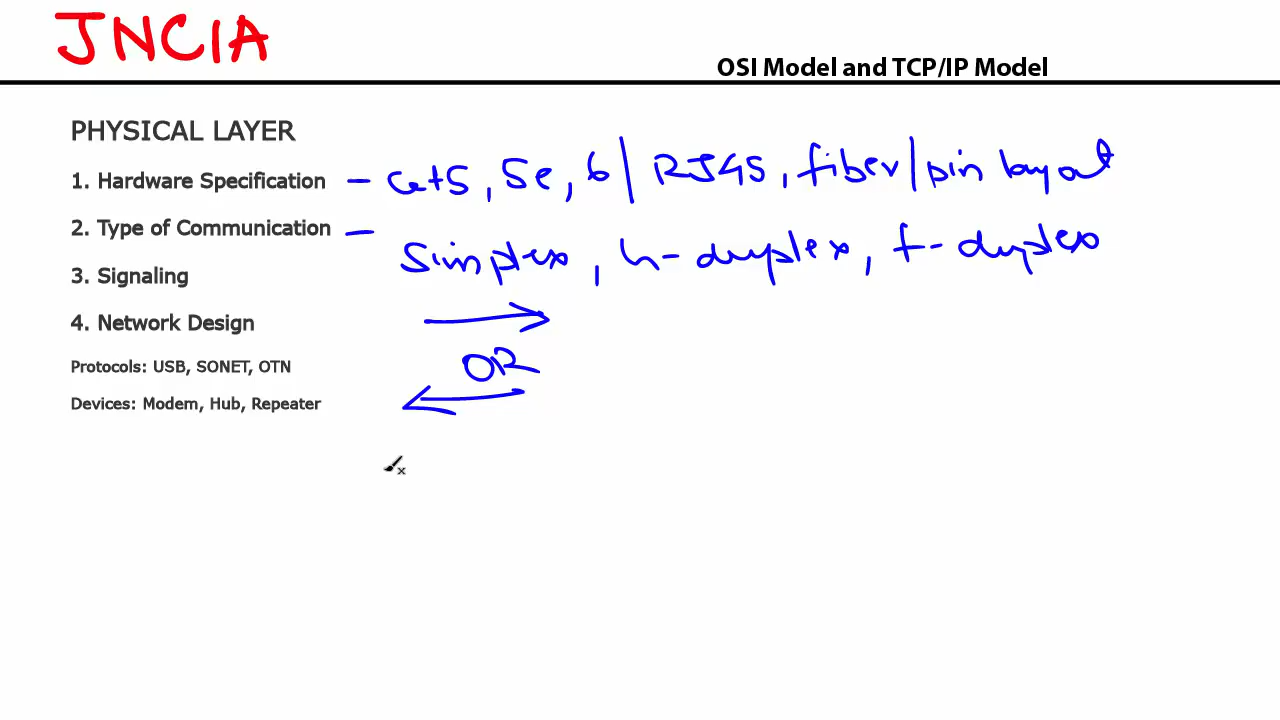 JNCIA
OSI Model and TCP/IP Model
PHYSICAL LAYER
1. Hardware Specification – Cat5, 5e, 6 | RJ45, fiber | pin layout
2. Type of Communication – Simplex, h-duplex, f-duplex
3. Signaling
4. Network Design
OR
Protocols: USB, SONET, OTN
Devices: Modem, Hub, Repeater